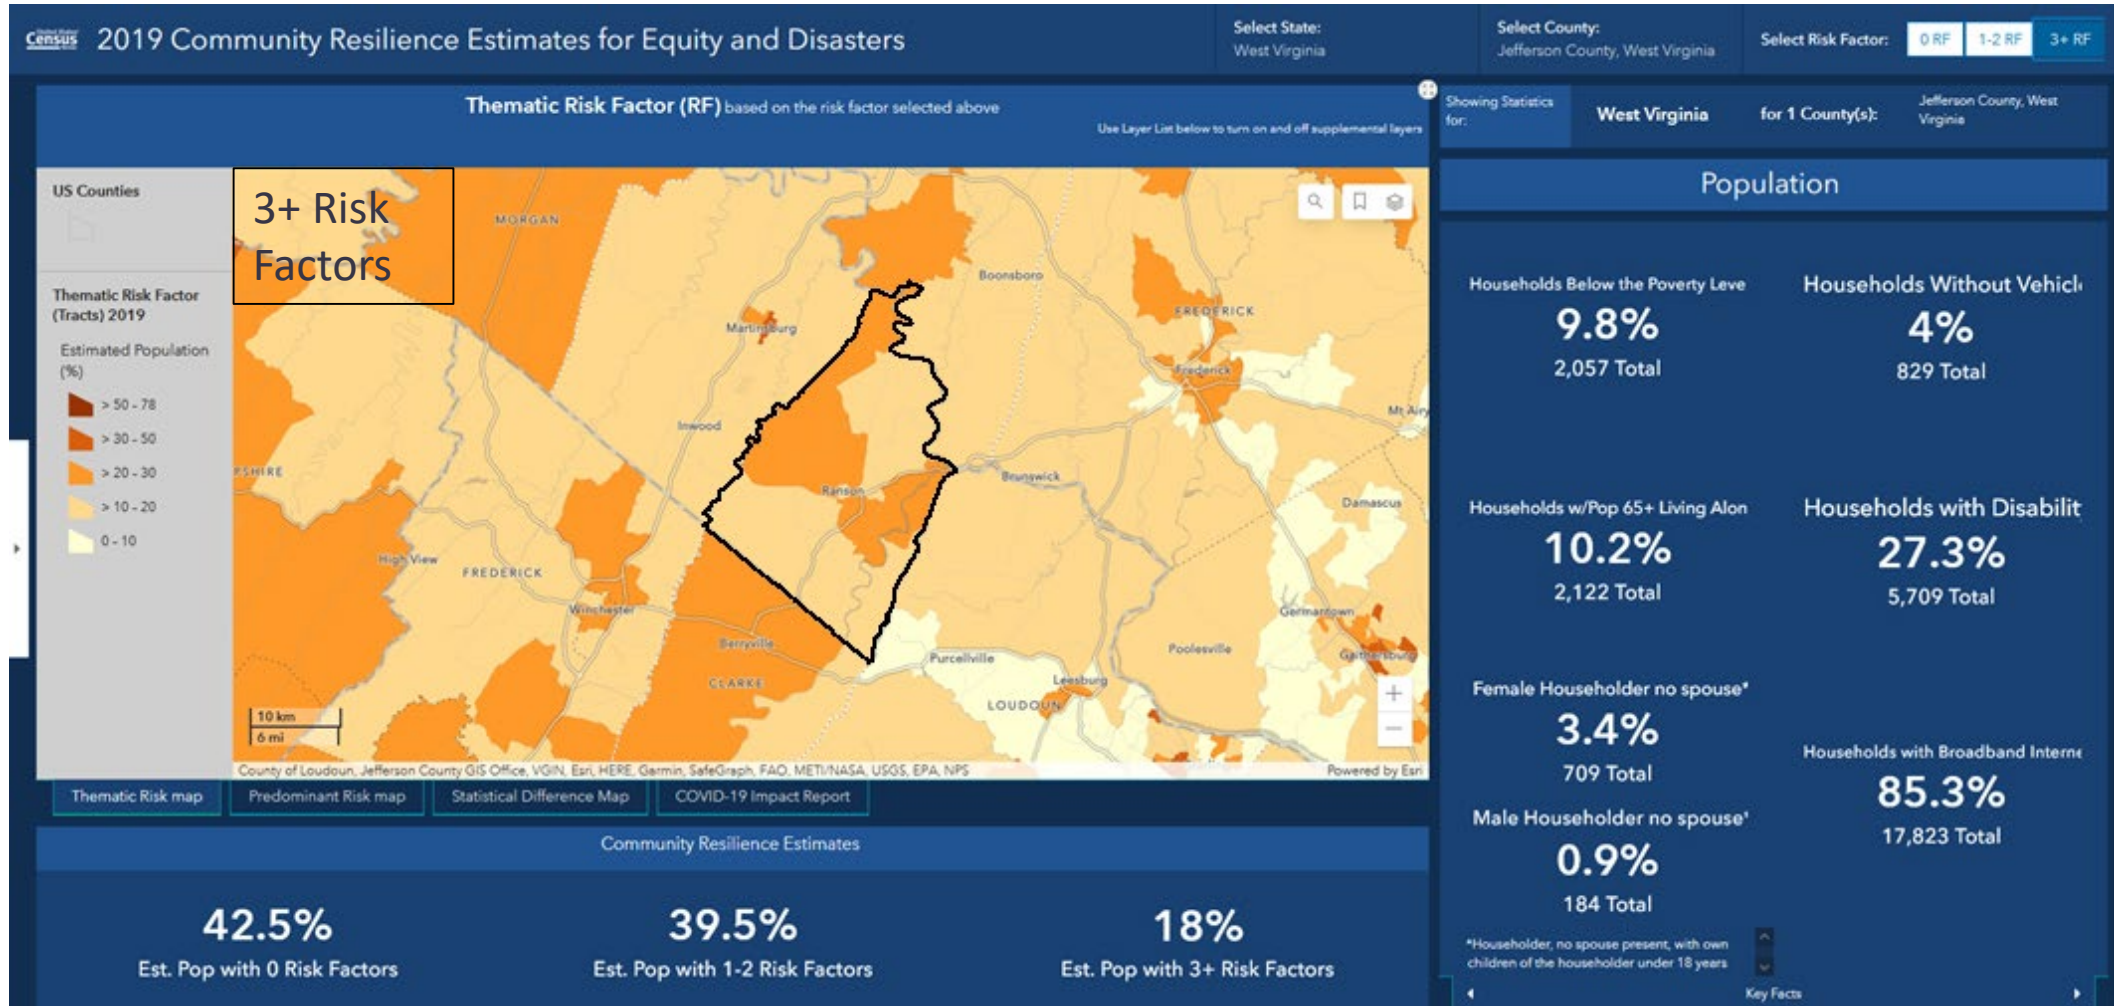 United States
Census
2019 Community Resilience Estimates for Equity and Disasters
Select State:
West Virginia
Select County:
Jefferson County, West Virginia
Select Risk Factor:
0 RF
1-2 RF
3+ RF
Thematic Risk Factor (RF) based on the risk factor selected above
Use Layer List below to turn on and off supplemental layers
Showing Statistics
for:
West Virginia
for 1 County(s):
Jefferson County, West
Virginia
US Counties
Thematic Risk Factor
(Tracts) 2019
Estimated Population
(%)
> 50 - 78
> 30 - 50
> 20 - 30
> 10 - 20
0 - 10
3+ Risk
Factors
MORGAN
Boonsboro
FREDERICK
Martinsburg
Frederick
Mt Airy
Inwood
PSHIRE
Ranson
Brunswick
Damascus
High View
FREDERICK
Winchester
Germantown
Berryville
Purcellville
Poolesville
Gaithersburg
CLARKE
Leesburg
LOUDOUN
10 km
6 mi
County of Loudoun, Jefferson County GIS Office, VGIN, Esri, HERE, Garmin, SafeGraph, FAO, METI/NASA, USGS, EPA, NPS
Powered by Esri
Thematic Risk map
Predominant Risk map
Statistical Difference Map
COVID-19 Impact Report
Community Resilience Estimates
42.5%
Est. Pop with 0 Risk Factors
39.5%
Est. Pop with 1-2 Risk Factors
18%
Est. Pop with 3+ Risk Factors
Population
Households Below the Poverty Leve
9.8%
2,057 Total
Households Without Vehicl
4%
829 Total
Households w/Pop 65+ Living Alon
10.2%
2,122 Total
Households with Disabilit
27.3%
5,709 Total
Female Householder no spouse*
3.4%
709 Total
Male Householder no spouse*
0.9%
184 Total
Households with Broadband Interne
85.3%
17,823 Total
*Householder, no spouse present, with own
children of the householder under 18 years
Key Facts